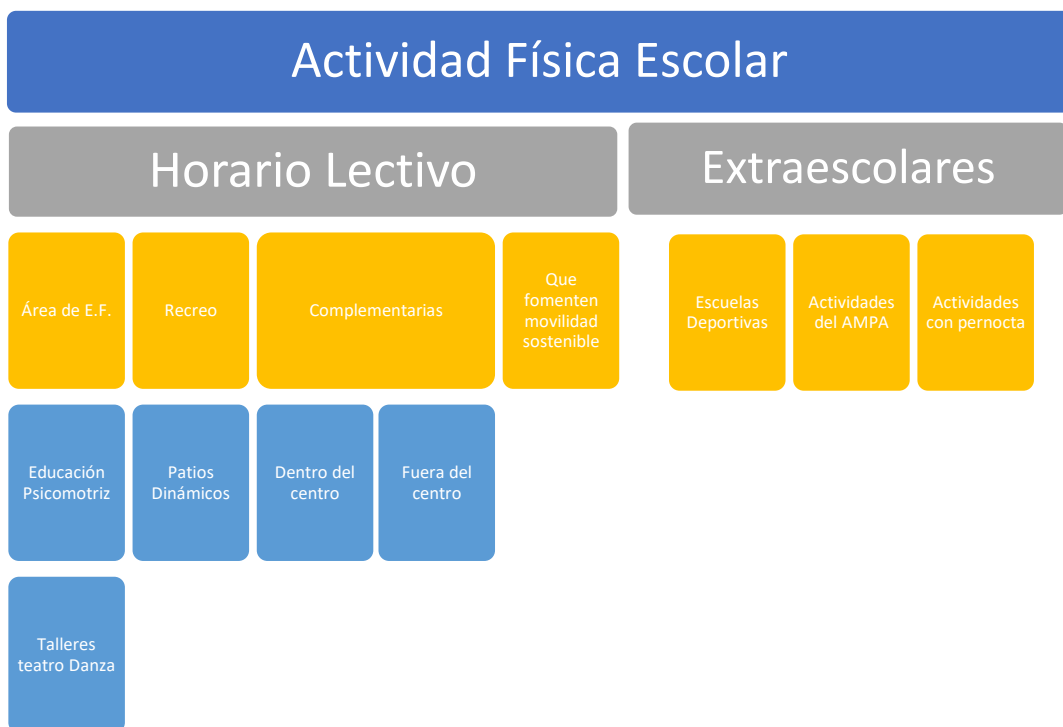 Actividad Física Escolar
Horario Lectivo
Extraescolares
Área de E.F.
Recreo
Complementarias
Que
fomenten
movilidad
sostenible
Escuelas
Deportivas
Actividades
del AMPA
Actividades
con pernocta
Educación
Psicomotriz
Patios
Dinámicos
Dentro del
centro
Fuera del
centro
Talleres
teatro Danza